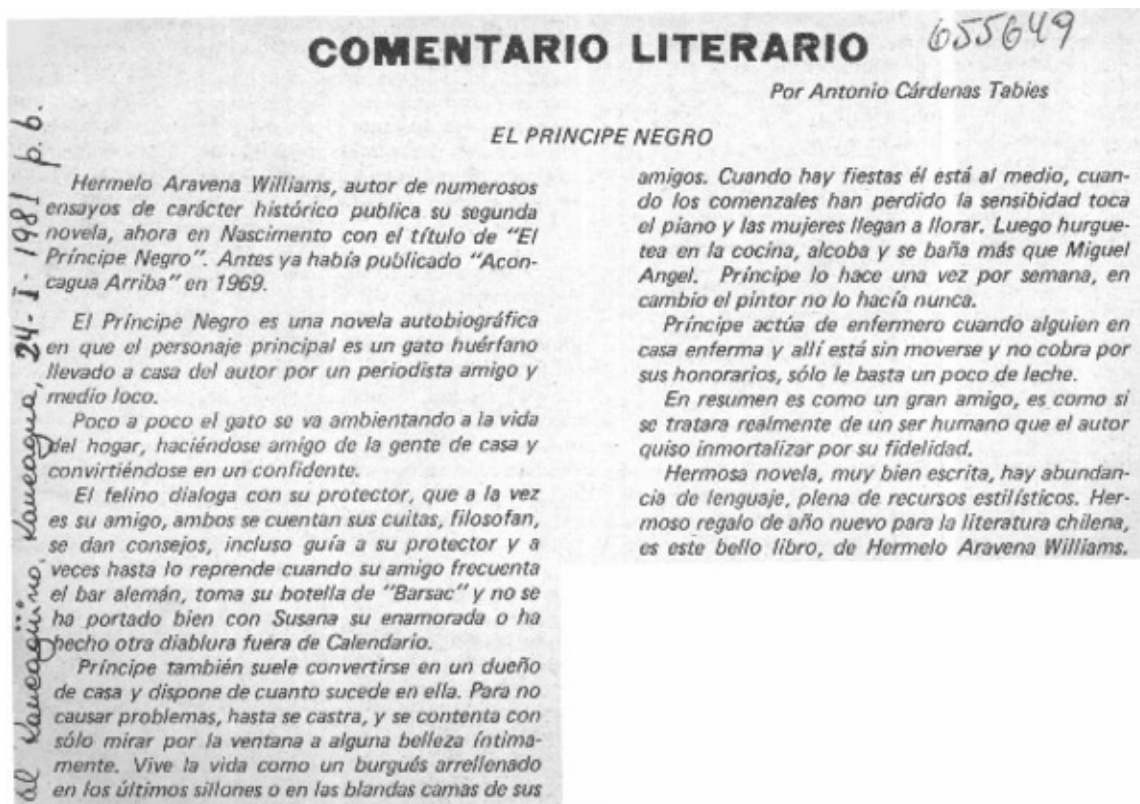 COMENTARIO LITERARIO
655649
Por Antonio Cárdenas Tabies
EL PRINCIPE NEGRO
Hermelo Aravena Williams, autor de numerosos
ensayos de carácter histórico publica su segunda
novela, ahora en Nascimento con el título de "El
Príncipe Negro". Antes ya había publicado "Acon-
cagua Arriba" en 1969.
El Príncipe Negro es una novela autobiográfica
en que el personaje principal es un gato huérfano
llevado a casa del autor por un periodista amigo y
medio loco.
Poco a poco el gato se va ambientando a la vida
del hogar, haciéndose amigo de la gente de casa y
convirtiéndose en un confidente.
El felino dialoga con su protector, que a la vez
es su amigo, ambos se cuentan sus cuitas, filosofan,
se dan consejos, incluso guía a su protector y a
veces hasta lo reprende cuando su amigo frecuenta
el bar alemán, toma su botella de "Barsac" y no se
ha portado bien con Susana su enamorada o ha
hecho otra diablura fuera de Calendario.
Príncipe también suele convertirse en un dueño
de casa y dispone de cuanto sucede en ella. Para no
causar problemas, hasta se castra, y se contenta con
sólo mirar por la ventana a alguna belleza íntima-
mente. Vive la vida como un burgués arrellenado
en los últimos sillones o en las blandas camas de sus
amigos. Cuando hay fiestas él está al medio, cuan-
do los comenzales han perdido la sensibidad toca
el piano y las mujeres llegan a llorar. Luego hurgue-
tea en la cocina, alcoba y se baña más que Miguel
Angel. Príncipe lo hace una vez por semana, en
cambio el pintor no lo hacía nunca.
Príncipe actúa de enfermero cuando alguien en
casa enferma y allí está sin moverse y no cobra por
sus honorarios, sólo le basta un poco de leche.
En resumen es como un gran amigo, es como si
se tratara realmente de un ser humano que el autor
quiso inmortalizar por su fidelidad.
Hermosa novela, muy bien escrita, hay abundan-
cia de lenguaje, plena de recursos estilísticos. Her-
moso regalo de año nuevo para la literatura chilena,
es este bello libro, de Hermelo Aravena Williams.
El Rancagüino, Rancagua, 24-I-1981 p.6.